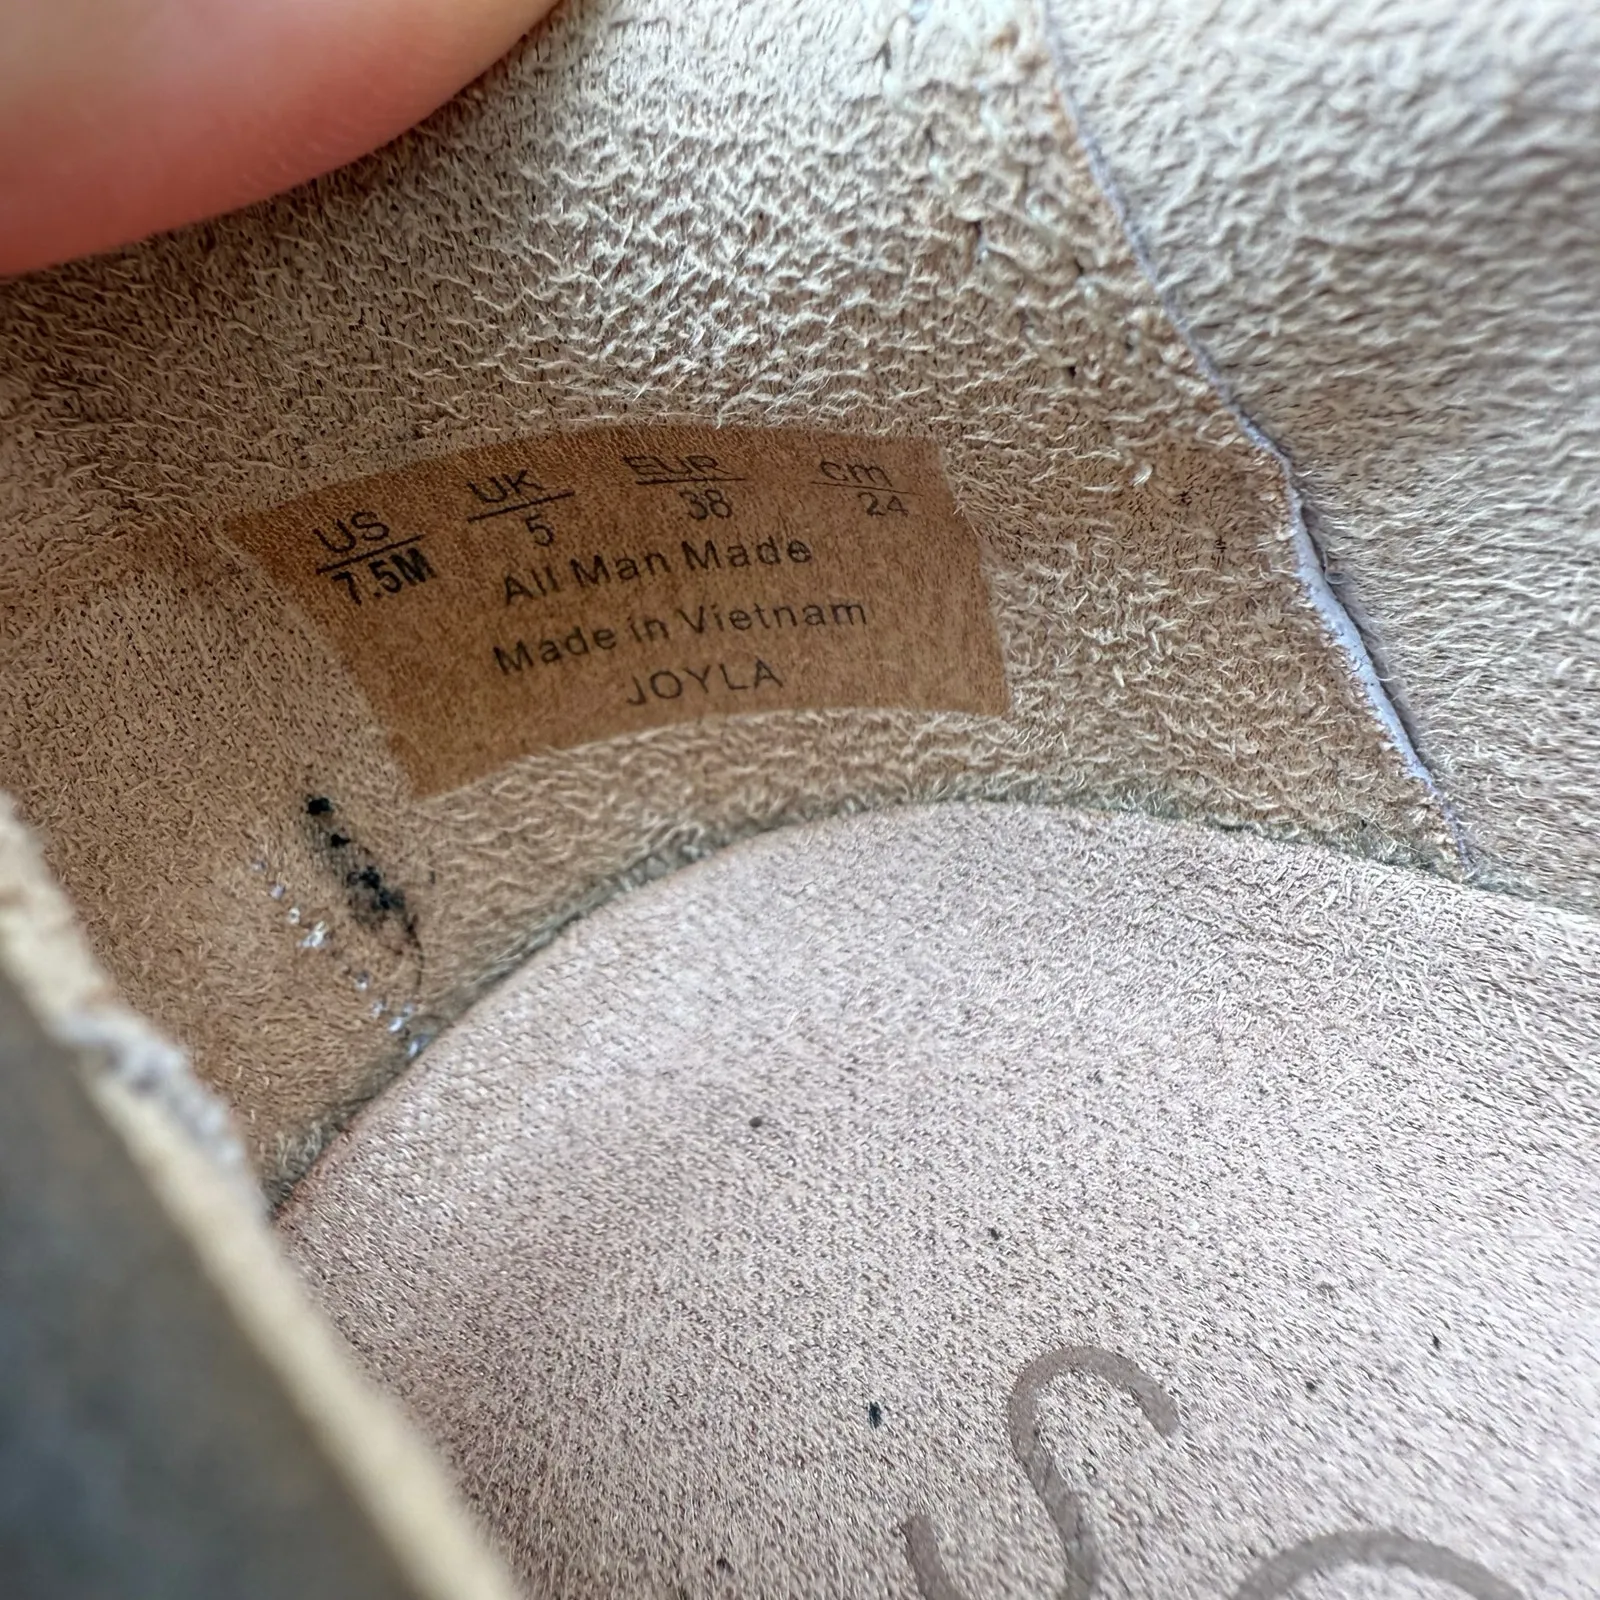 US UK EUR cm
7.5M 5 38 24
All Man Made
Made in Vietnam
JOYLA